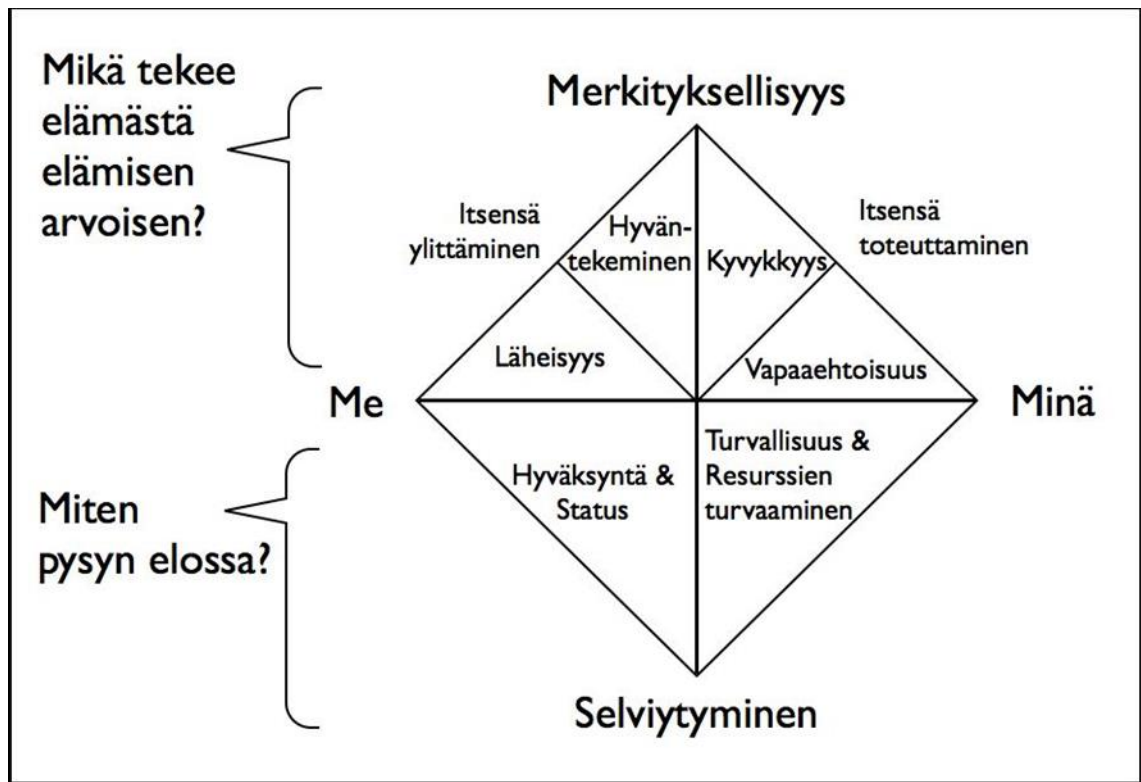 Mikä tekee
elämästä
elämisen
arvoisen?
Merkityksellisyys
Itsensä
ylittäminen
Hyvän-
tekeminen
Kyvykkyys
Itsensä
toteuttaminen
Läheisyys
Vapaaehtoisuus
Me
Minä
Hyväksyntä &
Status
Turvallisuus &
Resurssien
turvaaminen
Miten
pysyn elossa?
Selviytyminen